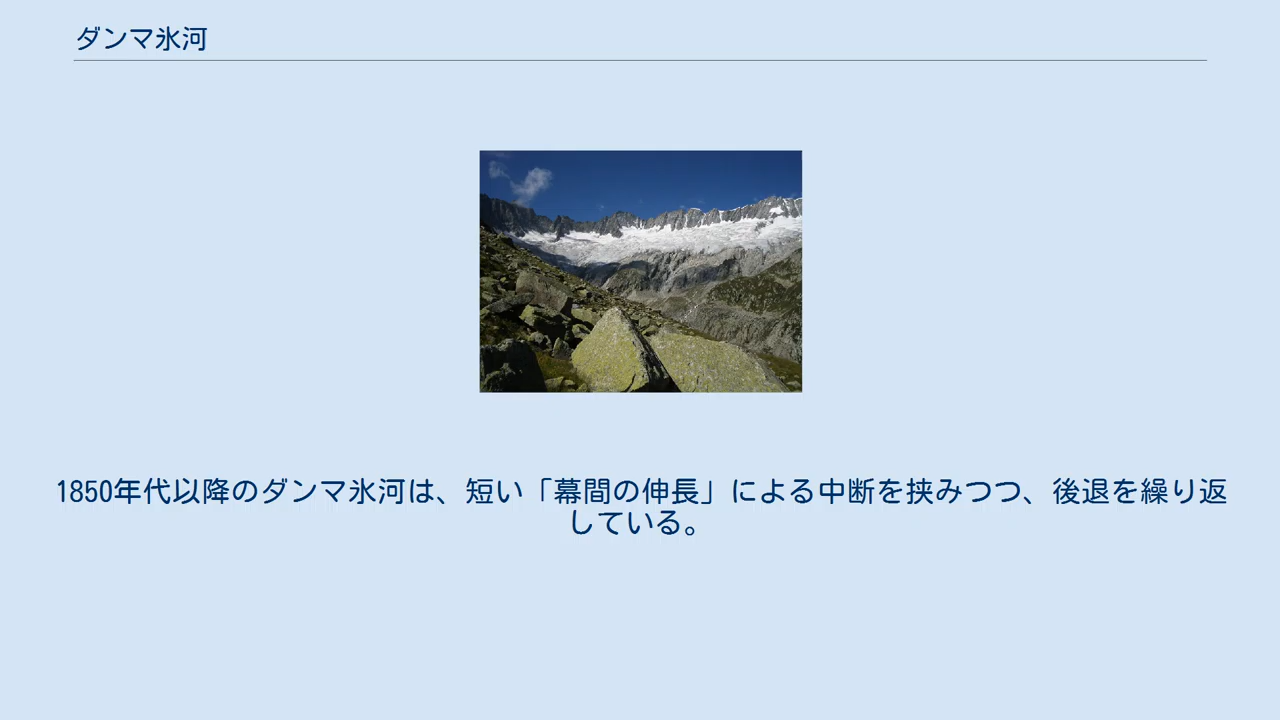 ダンマ氷河
1850年代以降のダンマ氷河は、短い「幕間の伸長」による中断を挟みつつ、後退を繰り返
している。